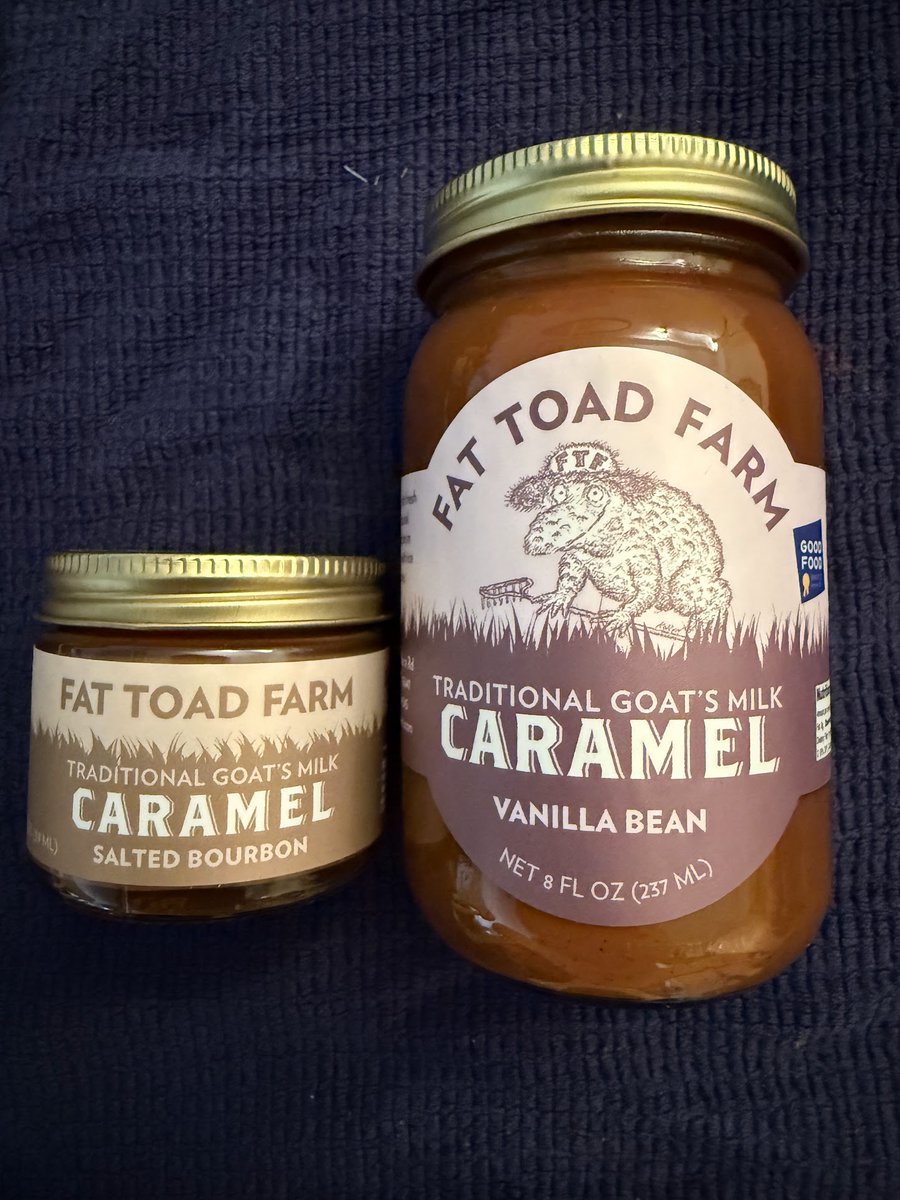 FAT TOAD FARM
TRADITIONAL GOAT'S MILK
CARAMEL
SALTED BOURBON
ML)
FAT TOAD FARM
FTF
GOOD
FOOD
TRADITIONAL GOAT'S MILK
CARAMEL
VANILLA BEAN
NET 8 FL OZ (237 ML)